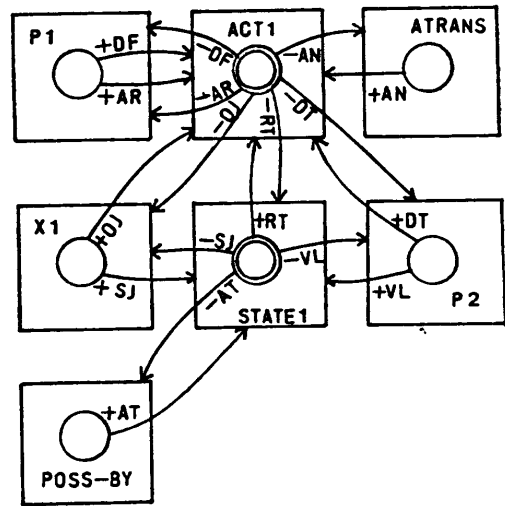 P1
+DF
+AR
ACT1
-DF
+AR
-OJ
-RT
-AN
-DT
ATRANS
+AN
X1
+OJ
+SJ
+RT
-SJ
-VL
-AT
STATE1
+DT
+VL
P2
+AT
POSS-BY